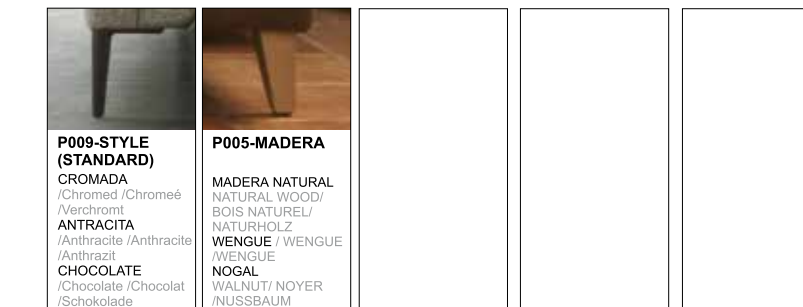 P009-STYLE
(STANDARD)
CROMADA
/Chromed /Chromeé
/Verchromt
ANTRACITA
/Anthracite /Anthracite
/Anthrazit
CHOCOLATE
/Chocolate /Chocolat
/Schokolade
P005-MADERA
MADERA NATURAL
NATURAL WOOD/
BOIS NATUREL/
NATURHOLZ
WENGUE / WENGUE
/WENGUE
NOGAL
WALNUT/ NOYER
/NUSSBAUM